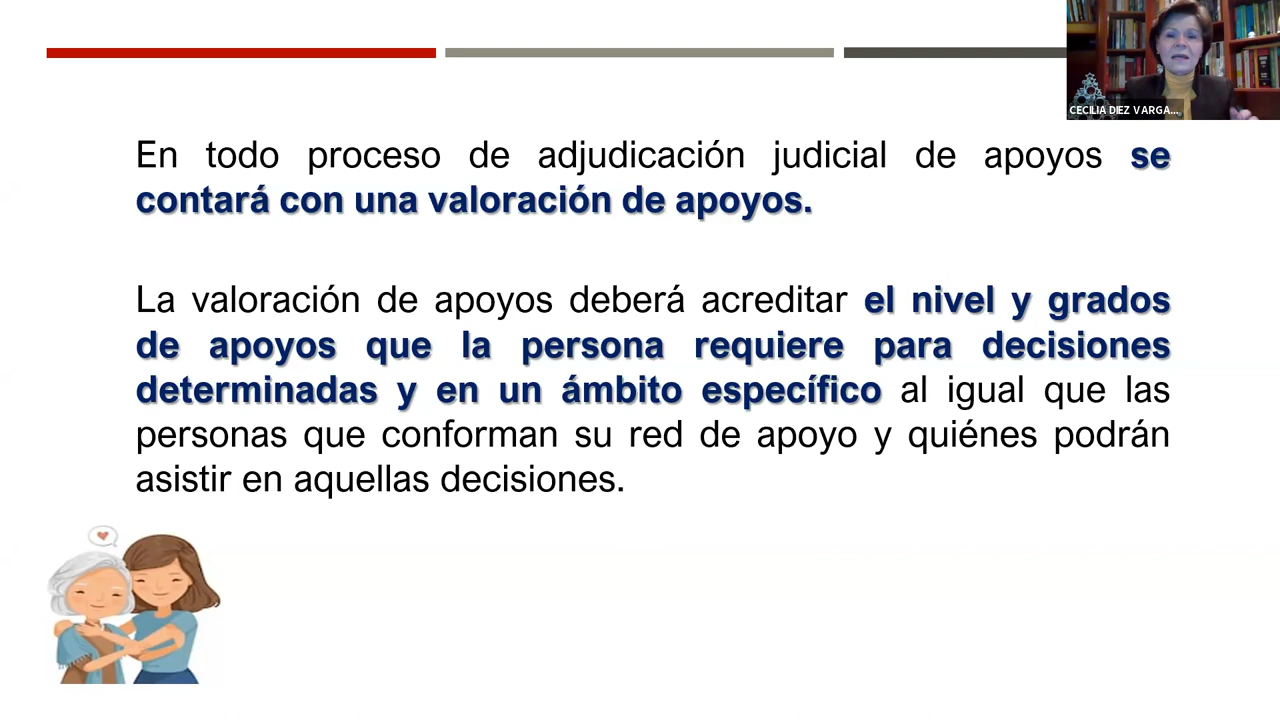 CECILIA DIEZ VARGA...
En todo proceso de adjudicación judicial de apoyos se
contará con una valoración de apoyos.
La valoración de apoyos deberá acreditar el nivel y grados
de apoyos que la persona requiere para decisiones
determinadas y en un ámbito específico al igual que las
personas que conforman su red de apoyo y quiénes podrán
asistir en aquellas decisiones.